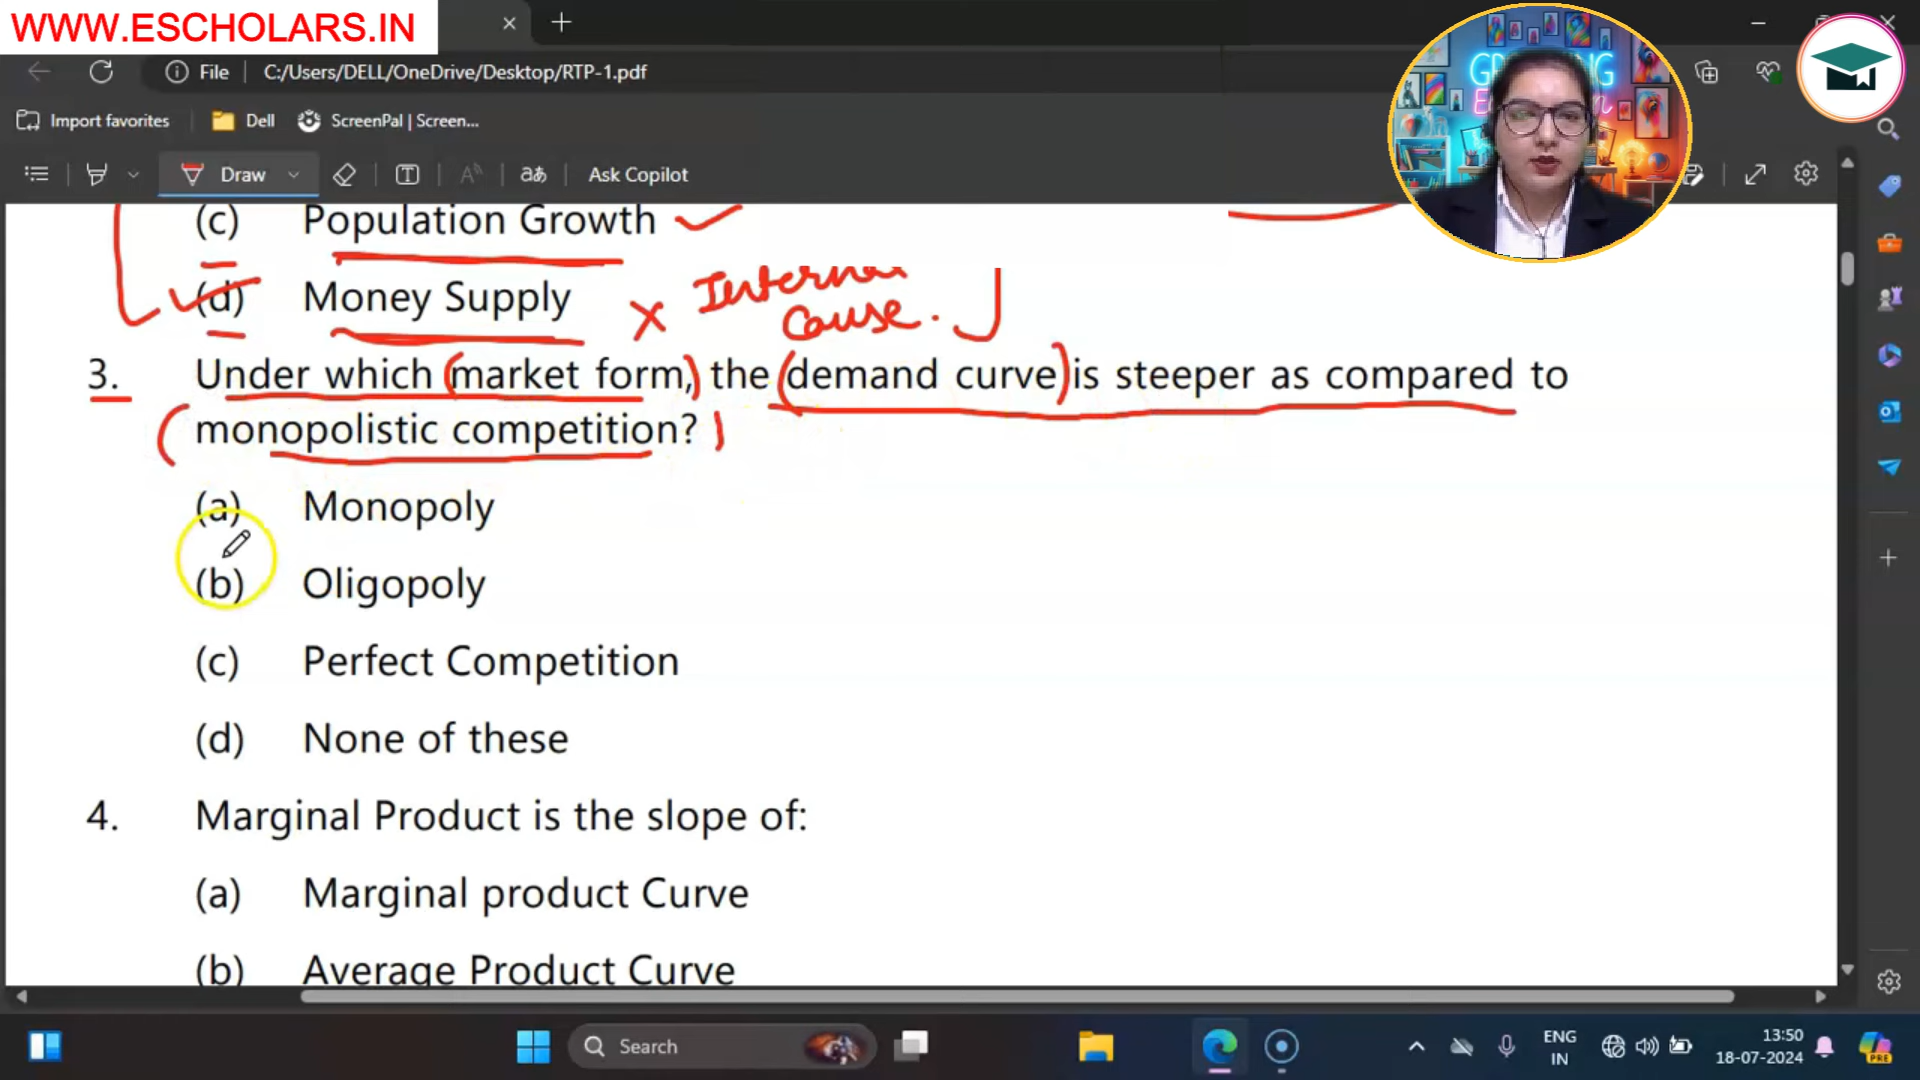 WWW.ESCHOLARS.IN
File C:/Users/DELL/OneDrive/Desktop/RTP-1.pdf
Import favorites Dell ScreenPal | Screen...
Draw Ask Copilot
(c) Population Growth
(d) Money Supply x Internal
cause.
3. Under which (market form,) the (demand curve) is steeper as compared to
(monopolistic competition?)
(a) Monopoly
(b) Oligopoly
(c) Perfect Competition
(d) None of these
4. Marginal Product is the slope of:
(a) Marginal product Curve
(b) Average Product Curve
Search
ENG
IN
13:50
18-07-2024
PRE